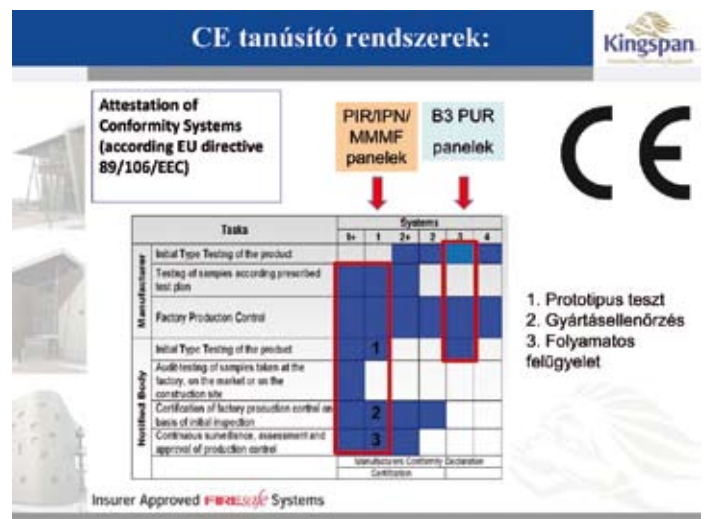 CE tanúsító rendszerek:
Kingspan
Attestation of
Conformity Systems
(according EU directive
89/106/EEC)
PIR/IPN/
MMMF
panelek
B3 PUR
panelek
CE
Tasks
Systems
1+ 1 2+ 2 3 4
Manufacturer
Initial Type Testing of the product
Testing of samples according prescribed
test plan
Factory Production Control
Notified Body
Initial Type Testing of the product
1
Audit-testing of samples taken at the
factory, on the market or on the
construction site
Certification of factory production control on
basis of initial inspection
2
Continuous surveillance, assessment and
approval of production control
3
Manufacturers Conformity Declaration
Certification
1. Prototipus teszt
2. Gyártásellenőrzés
3. Folyamatos
felügyelet
Insurer Approved FIREsafe Systems